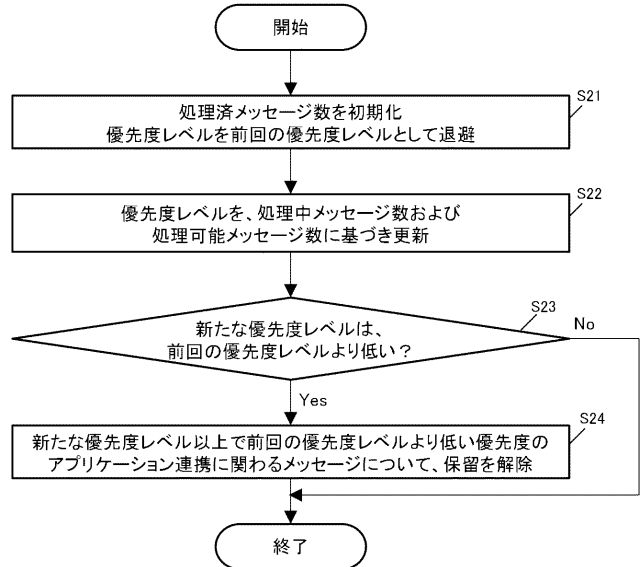 開始
S21
処理済メッセージ数を初期化
優先度レベルを前回の優先度レベルとして退避
S22
優先度レベルを、処理中メッセージ数および
処理可能メッセージ数に基づき更新
S23
新たな優先度レベルは、
前回の優先度レベルより低い？
No
Yes
S24
新たな優先度レベル以上で前回の優先度レベルより低い優先度の
アプリケーション連携に関わるメッセージについて、保留を解除
終了